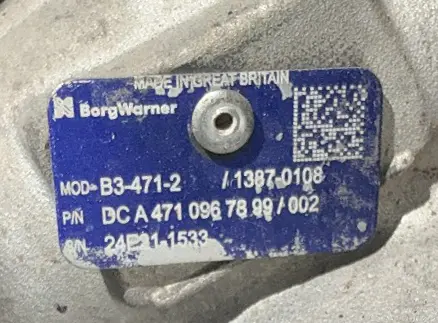 MADE IN GREAT BRITAIN
BorgWarner
MOD- B3-471-2 / 1387-0108
P/N DC A 471 096 78 99 / 002
S/N